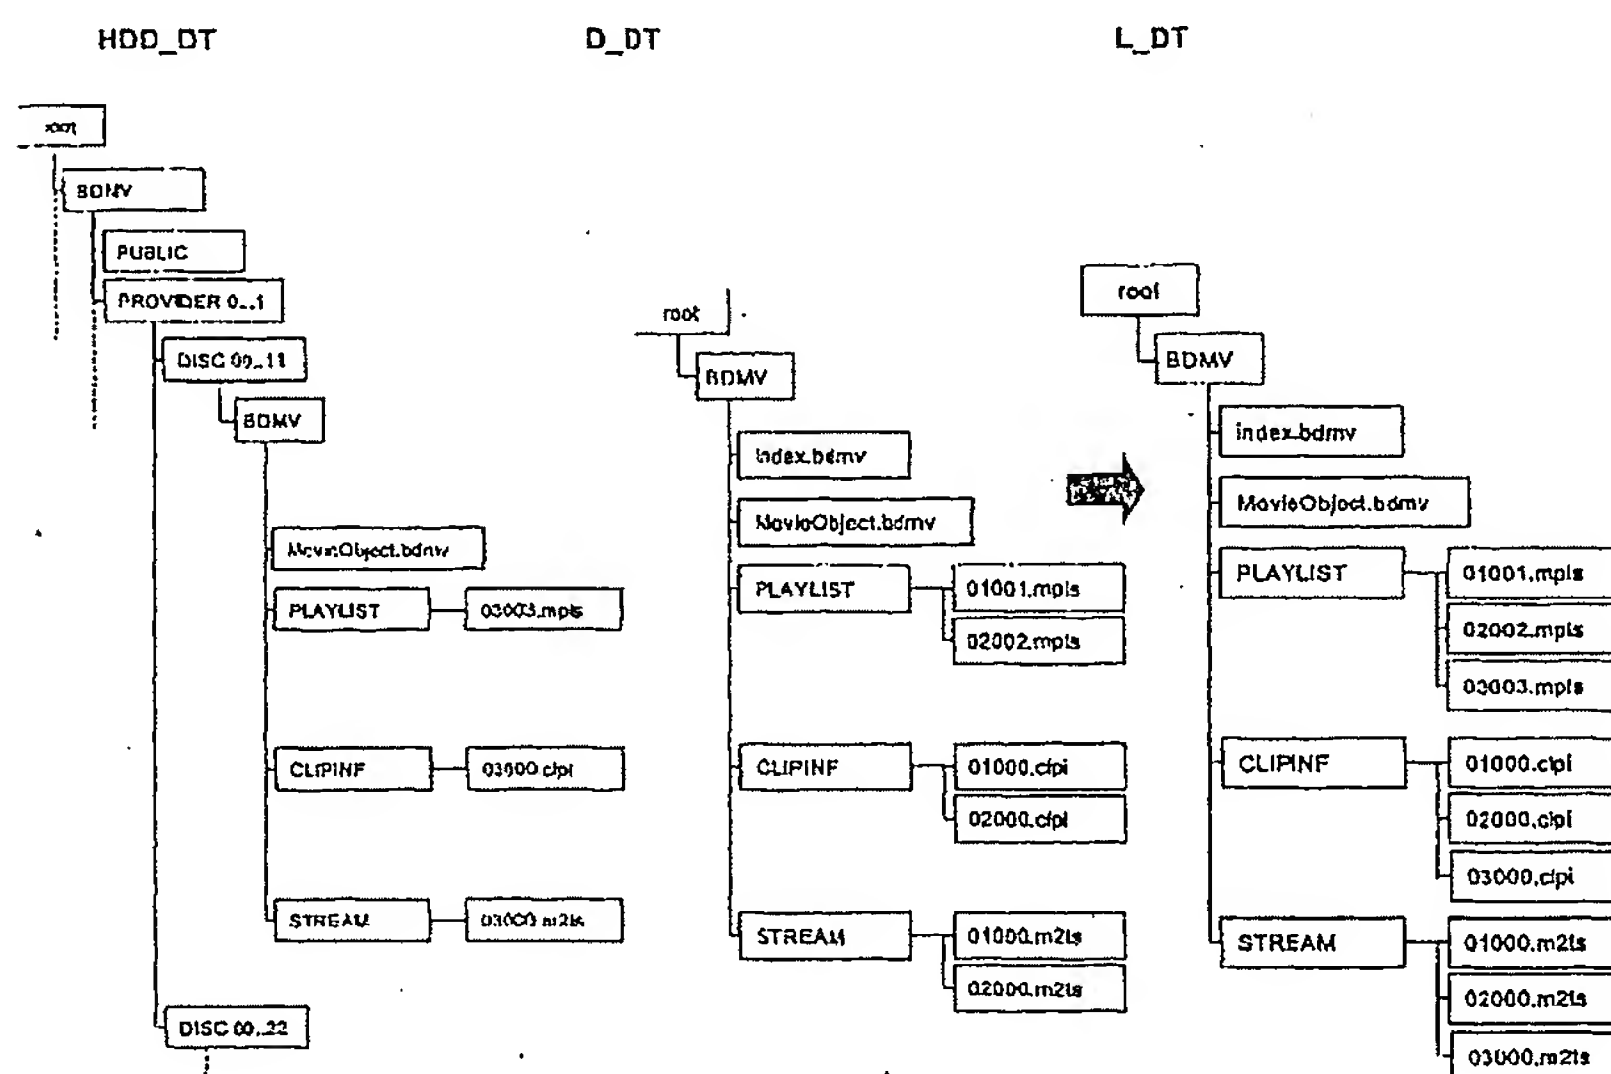 HDD_DT
D_DT
L_DT
root
BDMV
PUBLIC
PROVIDER 0..1
DISC 00..11
BDMV
MovieObject.bdmv
PLAYLIST
03003.mpls
CLIPINF
03000.clpi
STREAM
03000.m2ts
DISC 00..22
root
BDMV
Index.bdmv
MovieObject.bdmv
PLAYLIST
01001.mpls
02002.mpls
CLIPINF
01000.clpi
02000.clpi
STREAM
01000.m2ts
02000.m2ts
root
BDMV
index.bdmv
MovieObject.bdmv
PLAYLIST
01001.mpls
02002.mpls
03003.mpls
CLIPINF
01000.clpi
02000.clpi
03000.clpi
STREAM
01000.m2ts
02000.m2ts
03000.m2ts